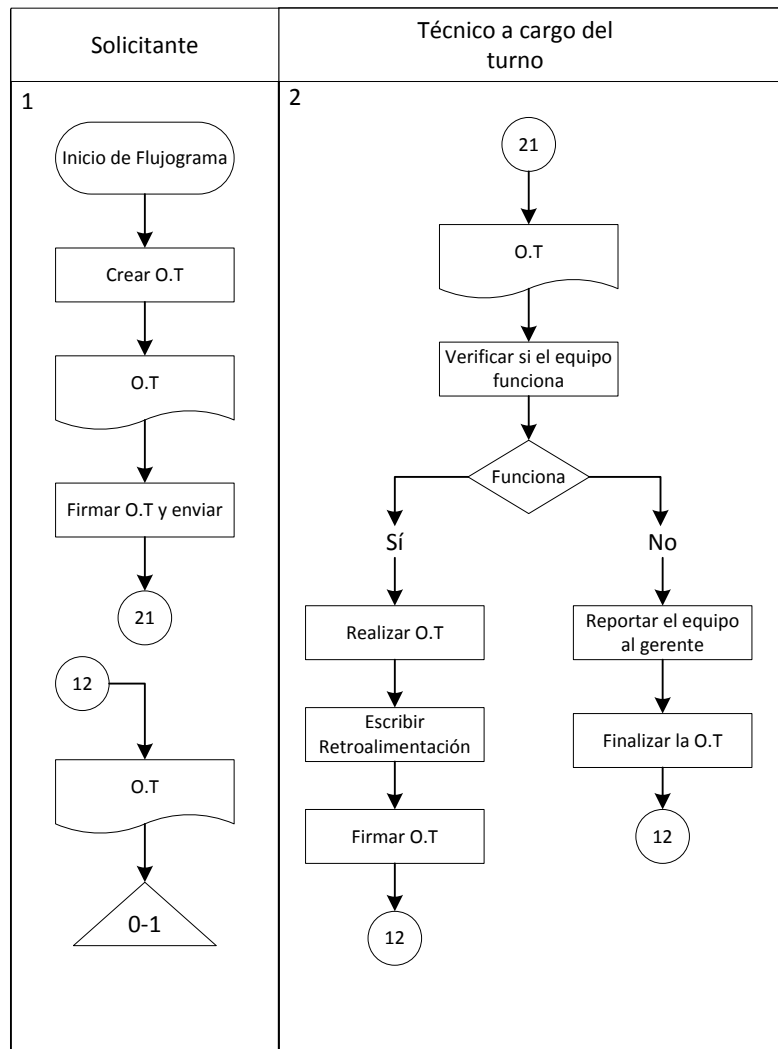 Solicitante
Técnico a cargo del
turno
1
Inicio de Flujograma
Crear O.T
O.T
Firmar O.T y enviar
21
12
O.T
0-1
2
21
O.T
Verificar si el equipo
funciona
Funciona
Sí
No
Realizar O.T
Escribir
Retroalimentación
Firmar O.T
12
Reportar el equipo
al gerente
Finalizar la O.T
12